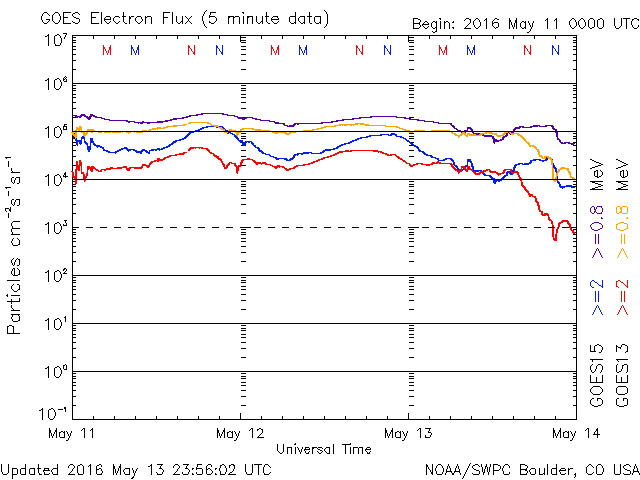 GOES Electron Flux (5 minute data)
Begin: 2016 May 11 0000 UTC
M M N N M M N N M M N N
10⁷
10⁶
10⁵
10⁴
10³
10²
10¹
10⁰
10⁻¹
Particles cm⁻²s⁻¹sr⁻¹
May 11 May 12 May 13 May 14
Universal Time
GOES15 >=2 >=0.8 MeV
GOES13 >=2 >=0.8 MeV
Updated 2016 May 13 23:56:02 UTC
NOAA/SWPC Boulder, CO USA